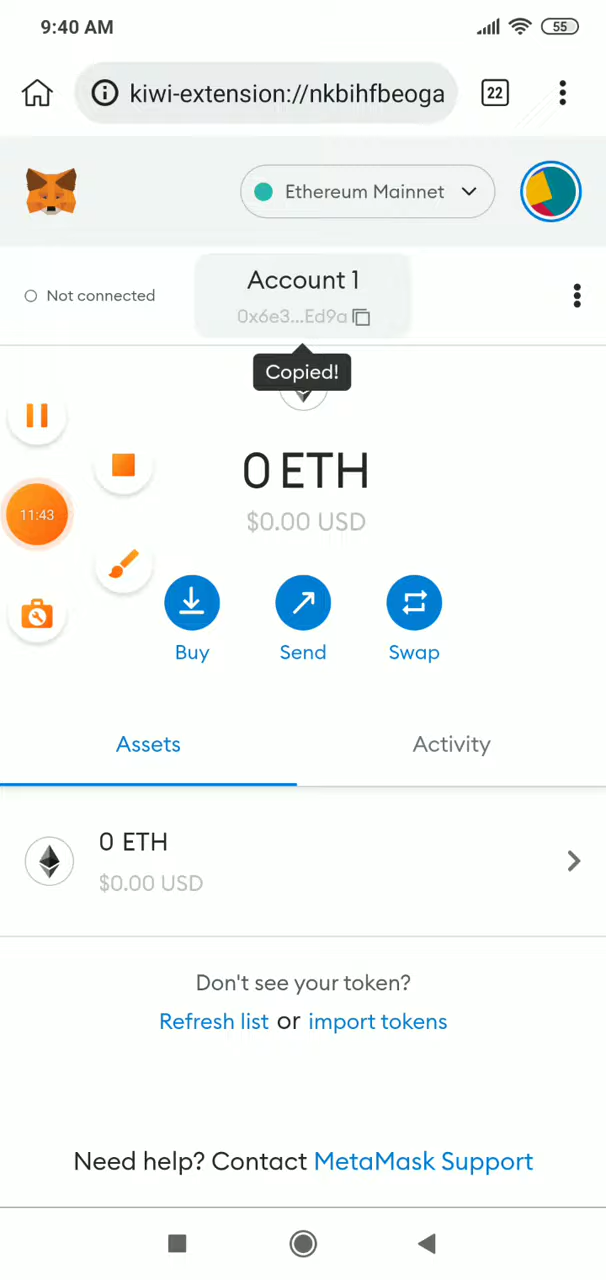 9:40 AM
55
kiwi-extension://nkbihfbeoga
22
Ethereum Mainnet
Not connected
Account 1
0x6e3...Ed9a
Copied!
0 ETH
$0.00 USD
11:43
Buy
Send
Swap
Assets
Activity
0 ETH
$0.00 USD
Don't see your token?
Refresh list or import tokens
Need help? Contact MetaMask Support